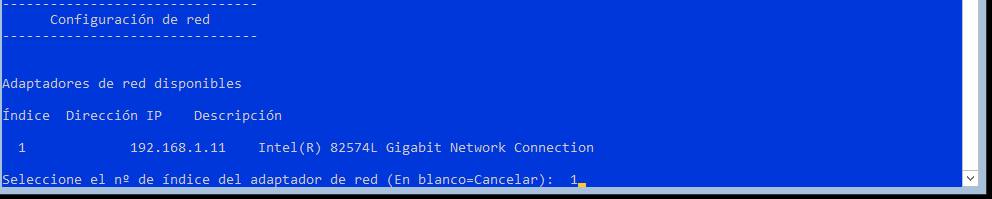 --------------------------------
Configuración de red
--------------------------------
Adaptadores de red disponibles
Índice Dirección IP Descripción
1 192.168.1.11 Intel(R) 82574L Gigabit Network Connection
Seleccione el nº de índice del adaptador de red (En blanco=Cancelar): 1